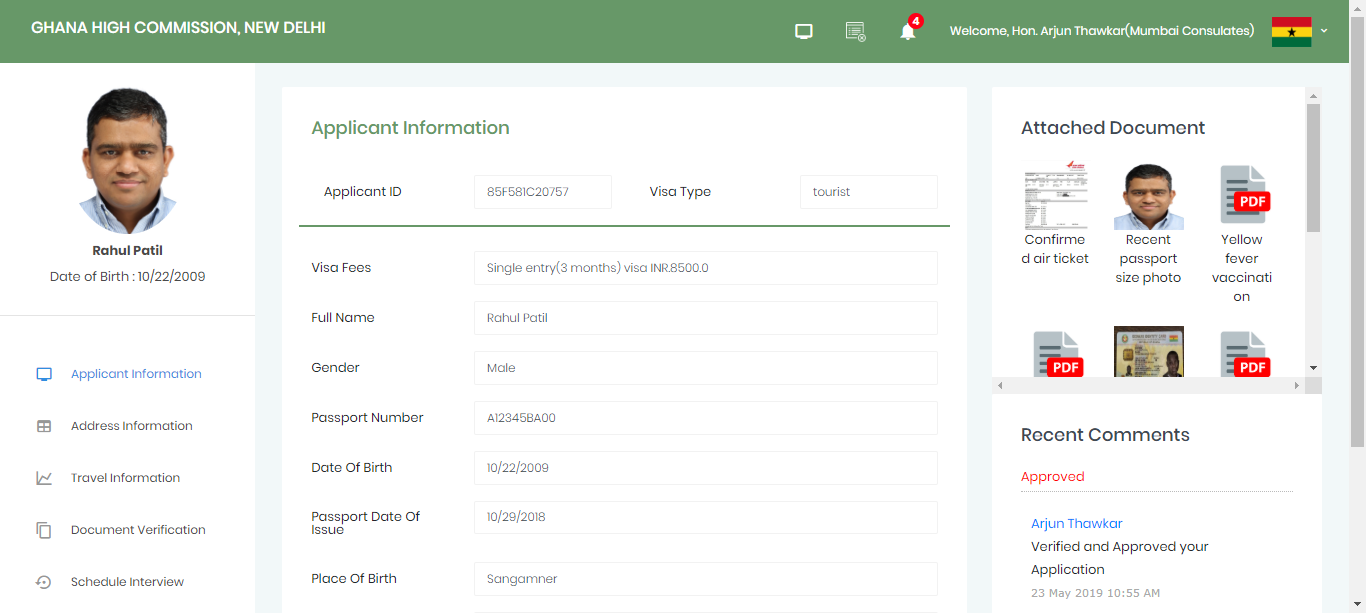 GHANA HIGH COMMISSION, NEW DELHI
4
Welcome, Hon. Arjun Thawkar(Mumbai Consulates)
Rahul Patil
Date of Birth : 10/22/2009
Applicant Information
Address Information
Travel Information
Document Verification
Schedule Interview
Applicant Information
Applicant ID
85F581C20757
Visa Type
tourist
Visa Fees
Single entry(3 months) visa INR.8500.0
Full Name
Rahul Patil
Gender
Male
Passport Number
A12345BA00
Date Of Birth
10/22/2009
Passport Date Of
Issue
10/29/2018
Place Of Birth
Sangamner
Attached Document
Confirme
d air ticket
Recent
passport
size photo
PDF
Yellow
fever
vaccinati
on
PDF
PDF
Recent Comments
Approved
Arjun Thawkar
Verified and Approved your
Application
23 May 2019 10:55 AM